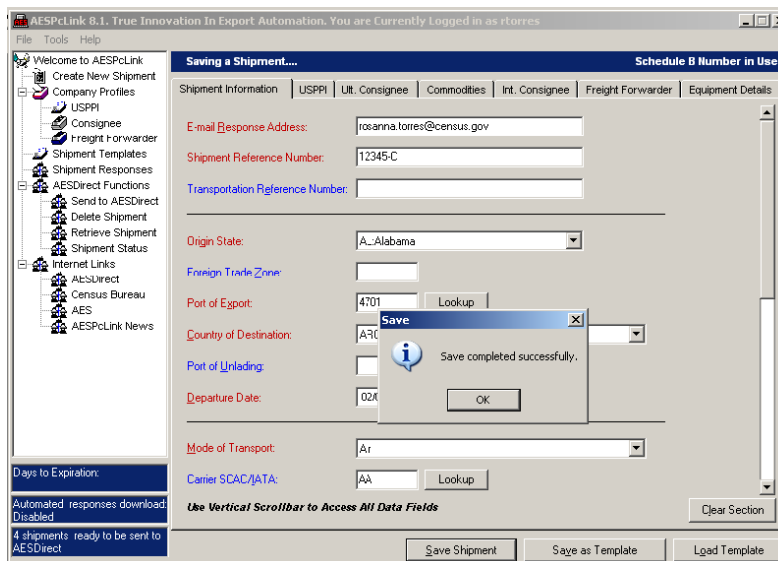 AESPcLink 8.1. True Innovation In Export Automation. You are Currently Logged in as rtorres
File Tools Help
Welcome to AESPcLink
Create New Shipment
Company Profiles
USPPI
Consignee
Freight Forwarder
Shipment Templates
Shipment Responses
AESDirect Functions
Send to AESDirect
Delete Shipment
Retrieve Shipment
Shipment Status
Internet Links
AESDirect
Census Bureau
AES
AESPcLink News
Days to Expiration:
Automated responses download:
Disabled
4 shipments ready to be sent to
AESDirect
Saving a Shipment.... Schedule B Number in Use
Shipment Information USPPI Ult. Consignee Commodities Int. Consignee Freight Forwarder Equipment Details
E-mail Response Address: rosanna.torres@census.gov
Shipment Reference Number: 12345-C
Transportation Reference Number:
Origin State: AL:Alabama
Foreign Trade Zone:
Port of Export: 4701 Lookup
Country of Destination:
Port of Unlading:
Departure Date: 02/
Mode of Transport: Air
Carrier SCAC/IATA: AA Lookup
Use Vertical Scrollbar to Access All Data Fields
Clear Section
Save
Save completed successfully.
OK
Save Shipment Save as Template Load Template